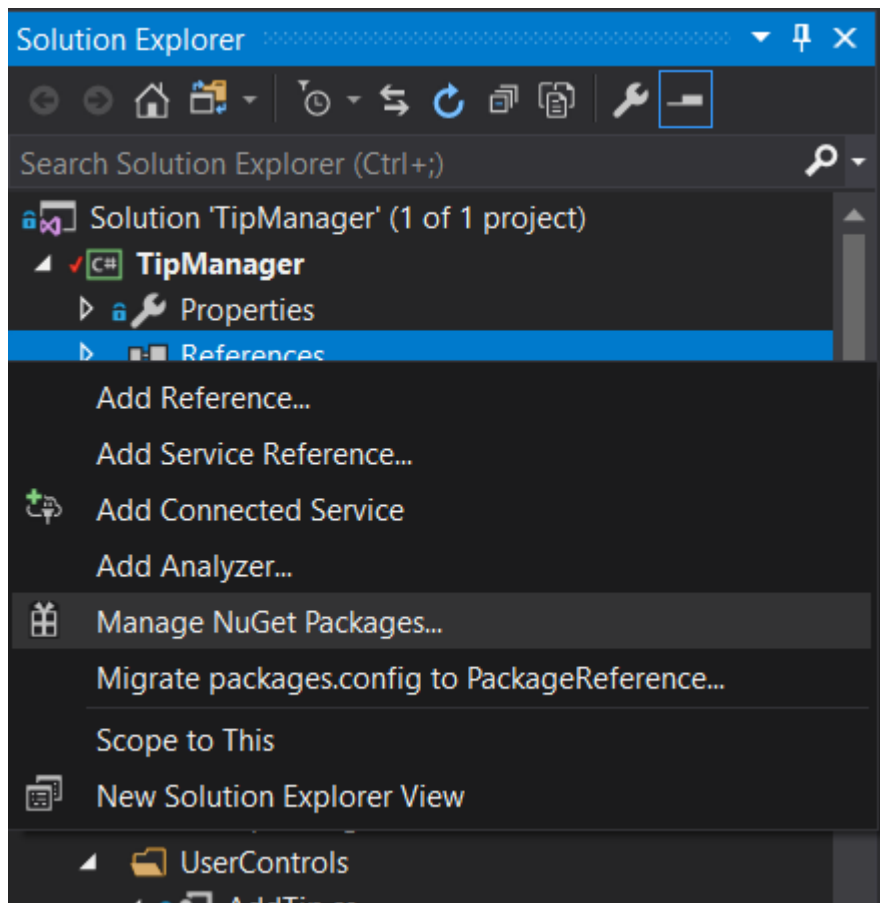 Solution Explorer
Search Solution Explorer (Ctrl+;)
Solution 'TipManager' (1 of 1 project)
C# TipManager
Properties
References
Add Reference...
Add Service Reference...
Add Connected Service
Add Analyzer...
Manage NuGet Packages...
Migrate packages.config to PackageReference...
Scope to This
New Solution Explorer View
UserControls